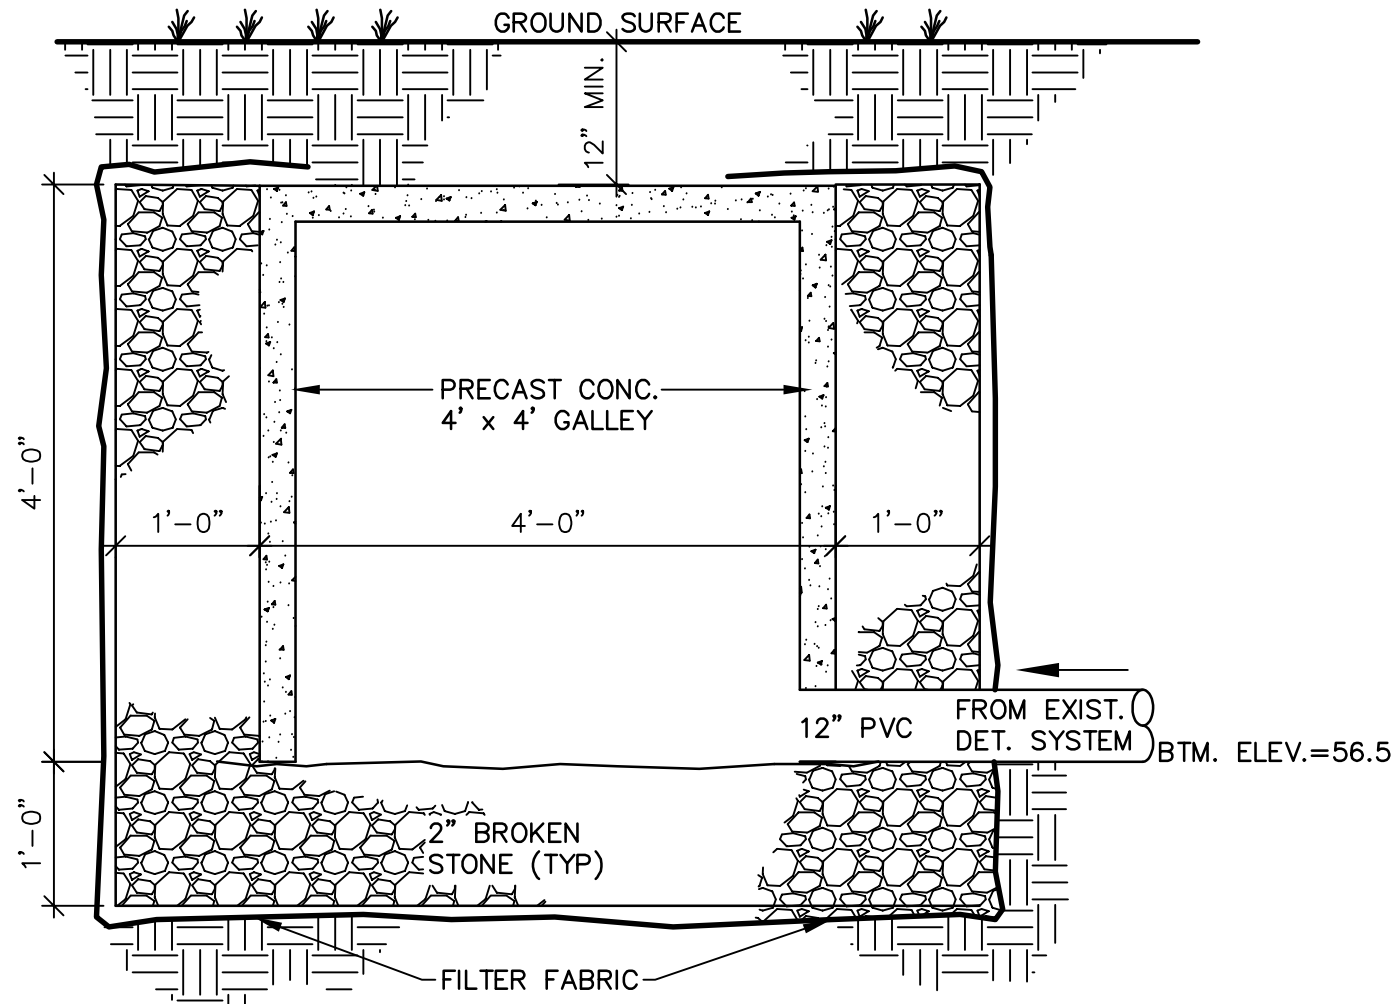 GROUND SURFACE
12” MIN.
PRECAST CONC.
4’ x 4’ GALLEY
4’-0”
1’-0”
4’-0”
1’-0”
12” PVC
FROM EXIST.
DET. SYSTEM
BTM. ELEV.=56.5
1’-0”
2” BROKEN
STONE (TYP)
FILTER FABRIC